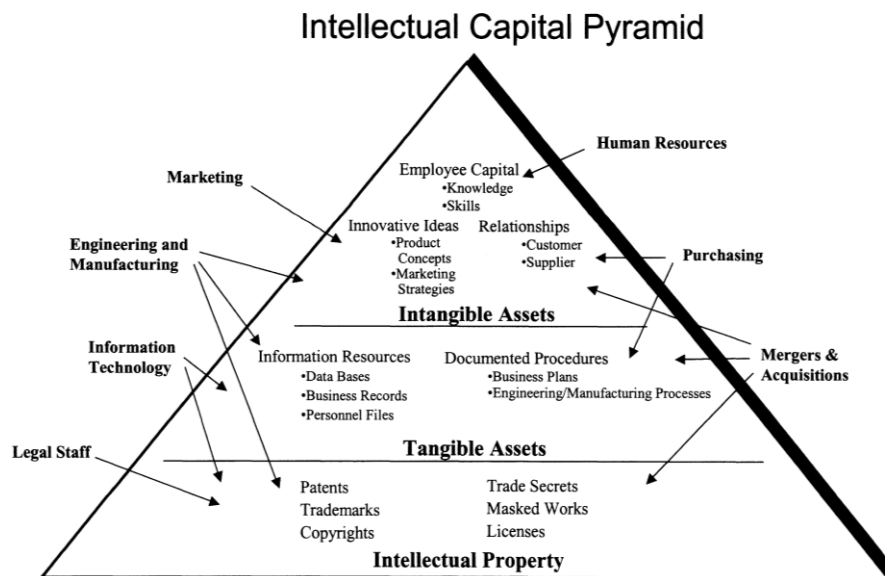 Intellectual Capital Pyramid
Human Resources
Employee Capital
•Knowledge
•Skills
Marketing
Innovative Ideas
•Product
Concepts
•Marketing
Strategies
Relationships
•Customer
•Supplier
Engineering and
Manufacturing
Purchasing
Intangible Assets
Information
Technology
Information Resources
•Data Bases
•Business Records
•Personnel Files
Documented Procedures
•Business Plans
•Engineering/Manufacturing Processes
Mergers &
Acquisitions
Tangible Assets
Legal Staff
Patents
Trademarks
Copyrights
Trade Secrets
Masked Works
Licenses
Intellectual Property